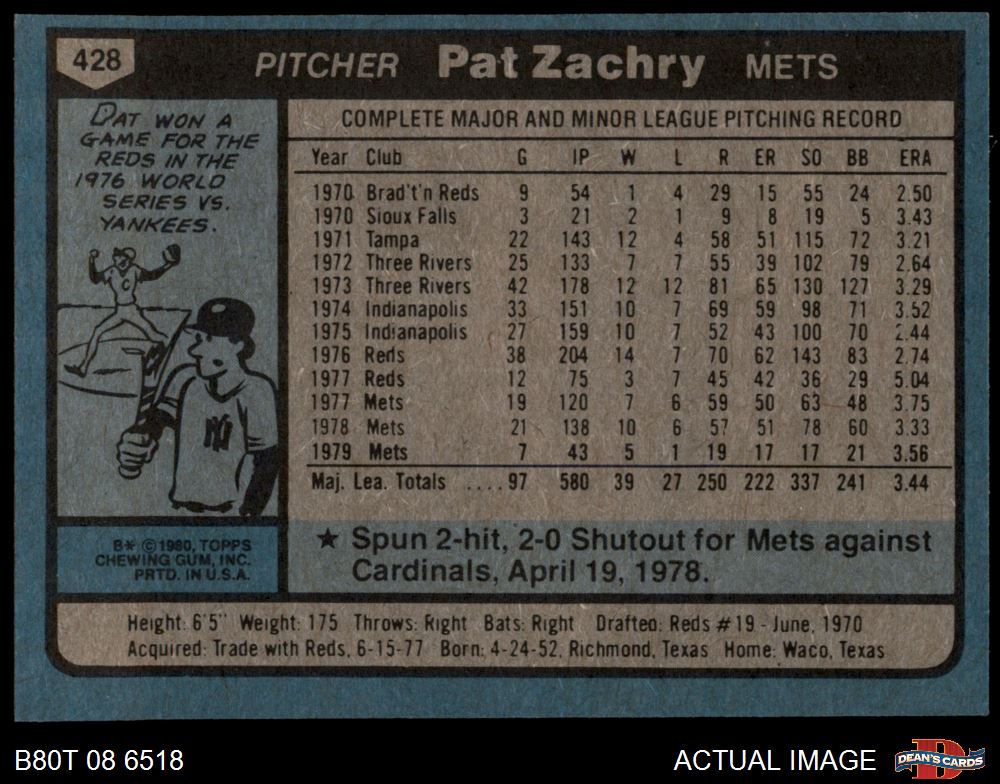 428 PITCHER Pat Zachry METS
PAT WON A
GAME FOR THE
REDS IN THE
1976 WORLD
SERIES VS.
YANKEES.
C
NY
B* © 1980, TOPPS
CHEWING GUM, INC.
PRTD. IN U.S.A.
COMPLETE MAJOR AND MINOR LEAGUE PITCHING RECORD
Year Club G IP W L R ER SO BB ERA
1970 Brad't'n Reds 9 54 1 4 29 15 55 24 2.50
1970 Sioux Falls 3 21 2 1 9 8 19 5 3.43
1971 Tampa 22 143 12 4 58 51 115 72 3.21
1972 Three Rivers 25 133 7 7 55 39 102 79 2.64
1973 Three Rivers 42 178 12 12 81 65 130 127 3.29
1974 Indianapolis 33 151 10 7 69 59 98 71 3.52
1975 Indianapolis 27 159 10 7 52 43 100 70 2.44
1976 Reds 38 204 14 7 70 62 143 83 2.74
1977 Reds 12 75 3 7 45 42 36 29 5.04
1977 Mets 19 120 7 6 59 50 63 48 3.75
1978 Mets 21 138 10 6 57 51 78 60 3.33
1979 Mets 7 43 5 1 19 17 17 21 3.56
Maj. Lea. Totals .... 97 580 39 27 250 222 337 241 3.44
★ Spun 2-hit, 2-0 Shutout for Mets against
Cardinals, April 19, 1978.
Height: 6'5" Weight: 175 Throws: Right Bats: Right Drafted: Reds #19 - June, 1970
Acquired: Trade with Reds, 6-15-77 Born: 4-24-52, Richmond, Texas Home: Waco, Texas
B80T 08 6518 ACTUAL IMAGE D DEAN'S CARDS